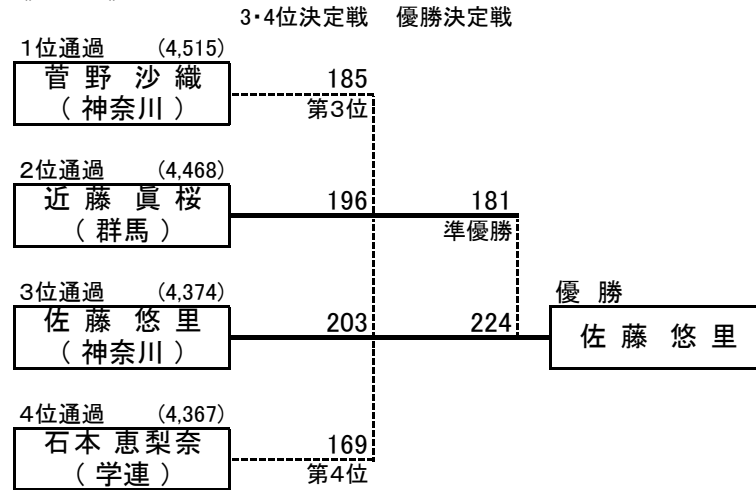 3・4位決定戦 優勝決定戦
1位通過 (4,515)
菅野 沙織
(神奈川)
185
第3位
2位通過 (4,468)
近藤 眞桜
(群馬)
196
181
準優勝
3位通過 (4,374)
佐藤 悠里
(神奈川)
203
224
優勝
佐藤 悠里
4位通過 (4,367)
石本 恵梨奈
(学連)
169
第4位